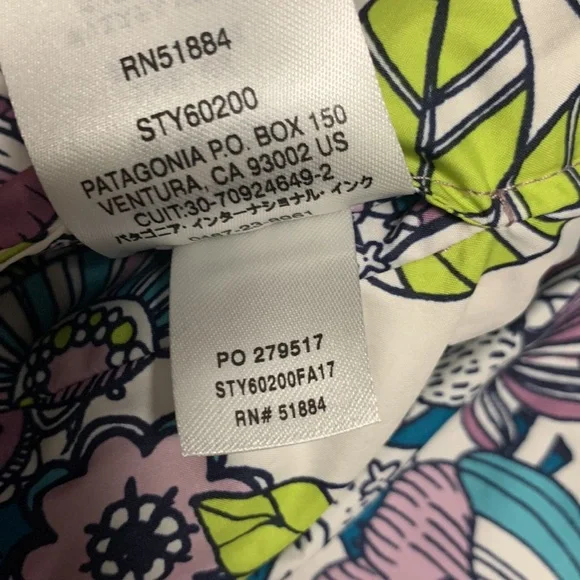 RN51884
STY60200
PATAGONIA P.O. BOX 150
VENTURA, CA 93002 US
CUIT:30-70924649-2
パタゴニア・インターナショナル・インク
PO 279517
STY60200FA17
RN# 51884